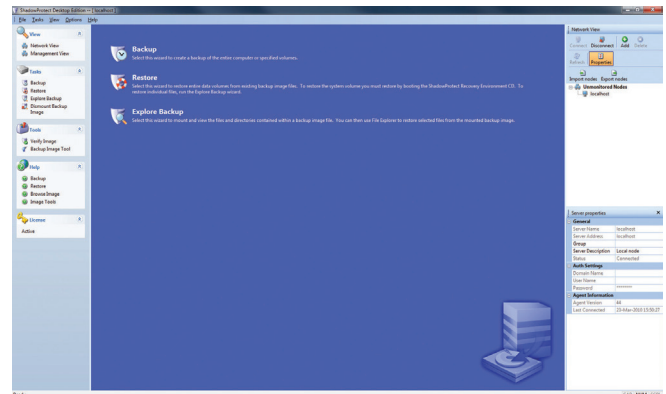 ShadowProtect Desktop Edition — [localhost]
File Tasks View Options Help
View
Network View
Management View
Tasks
Backup
Restore
Explore Backup
Dismount Backup
Image
Tools
Verify Image
Backup Image Tool
Help
Backup
Restore
Browse Image
Image Tools
License
Active
Backup
Select this wizard to create a backup of the entire computer or specified volumes.
Restore
Select this wizard to restore entire data volumes from existing backup image files. To restore the system volume you must restore by booting the ShadowProtect Recovery Environment CD. To
restore individual files, run the Explore Backup wizard.
Explore Backup
Select this wizard to mount and view the files and directories contained within a backup image file. You can then use File Explorer to restore selected files from the mounted backup image.
Network View
Connect Disconnect Add Delete
Refresh Properties
Import nodes Export nodes
Unmonitored Nodes
localhost
Server properties
General
Server Name localhost
Server Address localhost
Group
Server Description Local node
Status Connected
Auth Settings
Domain Name
User Name
Password ********
Agent Information
Agent Version 44
Last Connected